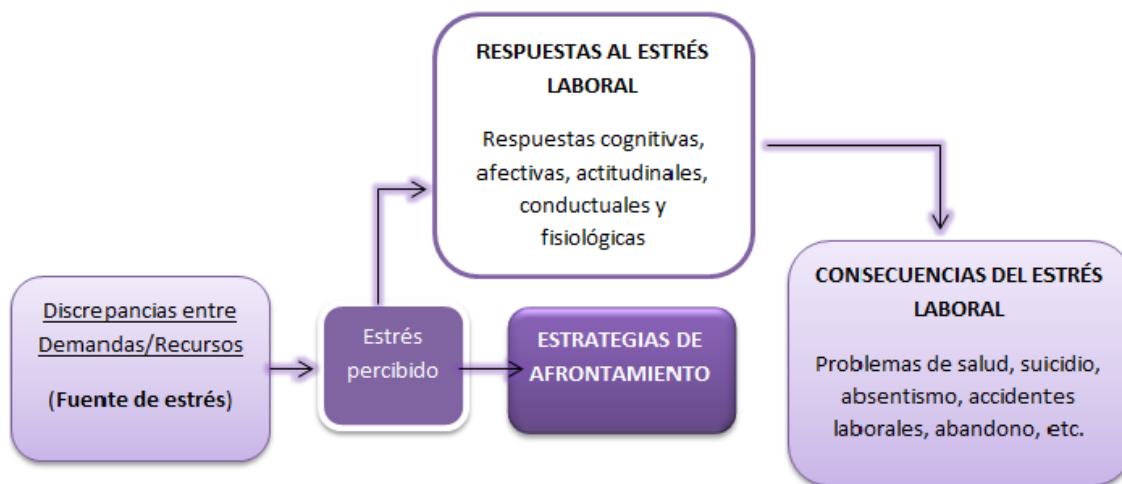 RESPUESTAS AL ESTRÉS
LABORAL
Respuestas cognitivas,
afectivas, actitudinales,
conductuales y
fisiológicas
Discrepancias entre
Demandas/Recursos
(Fuente de estrés)
Estrés
percibido
ESTRATEGIAS DE
AFRONTAMIENTO
CONSECUENCIAS DEL ESTRÉS
LABORAL
Problemas de salud, suicidio,
absentismo, accidentes
laborales, abandono, etc.